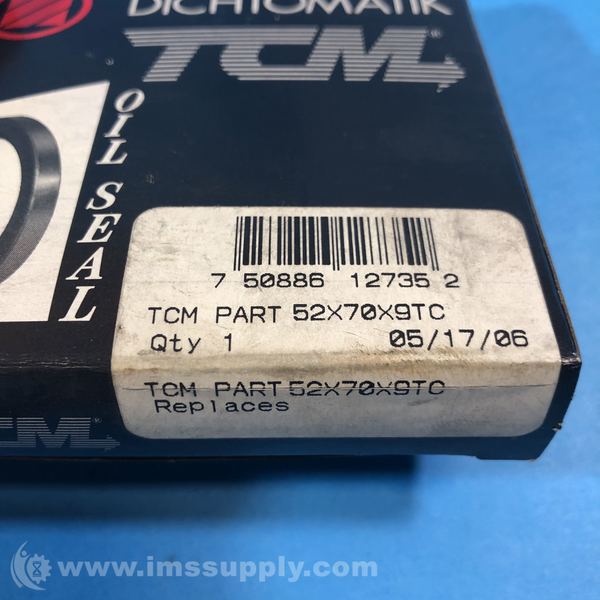 DICHTOMATIK
TCM®
OIL SEAL
7 50886 12735 2
TCM PART 52X70X9TC
Qty 1 05/17/06
TCM PART 52X70X9TC
Replaces
TCM®
www.imssupply.com